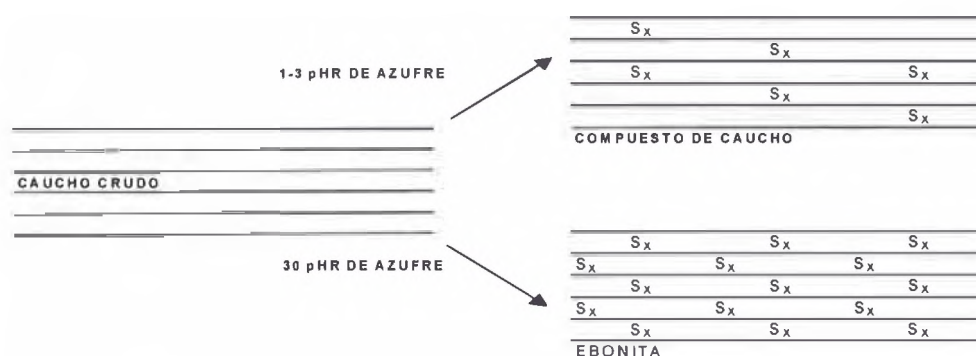 1-3 pHR DE AZUFRE
CAUCHO CRUDO
30 pHR DE AZUFRE
Sx
Sx
Sx Sx
Sx
Sx
COMPUESTO DE CAUCHO
Sx Sx Sx
Sx Sx Sx
Sx Sx Sx
Sx Sx Sx
Sx Sx Sx
EBONITA